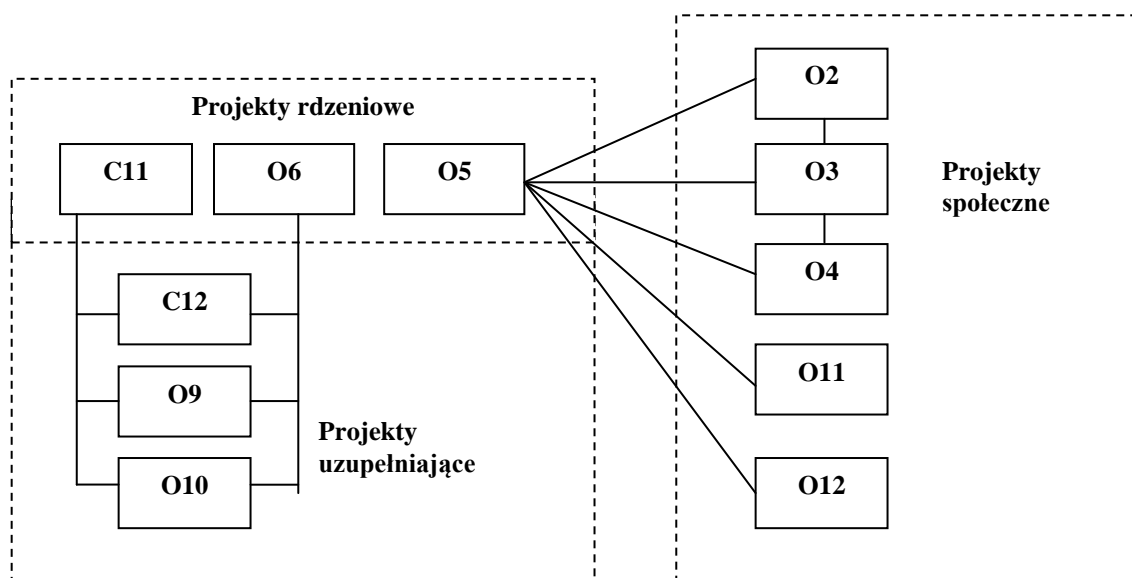 O2
Projekty rdzeniowe
C11
O6
O5
O3
Projekty
społeczne
O4
C12
O9
O11
Projekty
uzupełniające
O10
O12